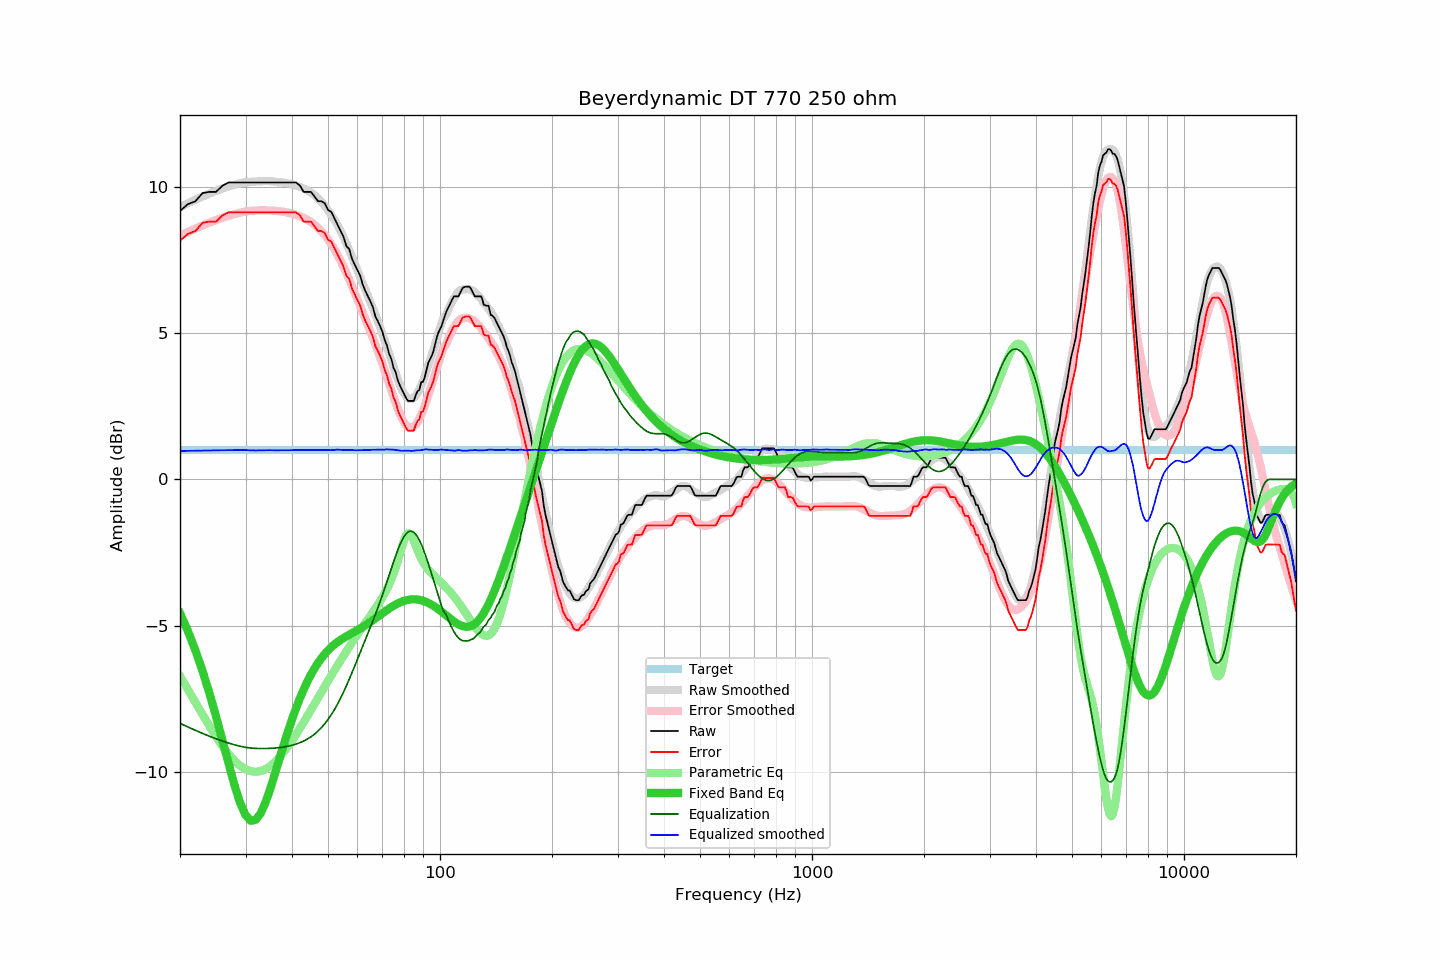 Beyerdynamic DT 770 250 ohm
Amplitude (dBr)
10
5
0
−5
−10
Target
Raw Smoothed
Error Smoothed
Raw
Error
Parametric Eq
Fixed Band Eq
Equalization
Equalized smoothed
100
1000
10000
Frequency (Hz)